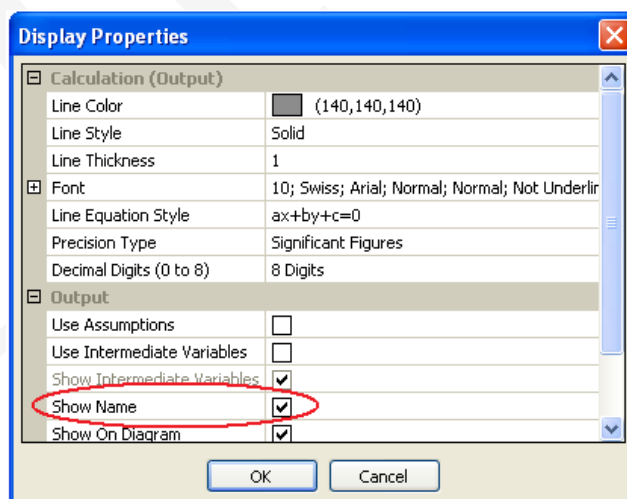 Display Properties
Calculation (Output)
Line Color (140,140,140)
Line Style Solid
Line Thickness 1
Font 10; Swiss; Arial; Normal; Normal; Not Underlir
Line Equation Style ax+by+c=0
Precision Type Significant Figures
Decimal Digits (0 to 8) 8 Digits
Output
Use Assumptions
Use Intermediate Variables
Show Intermediate Variables
Show Name
Show On Diagram
OK Cancel